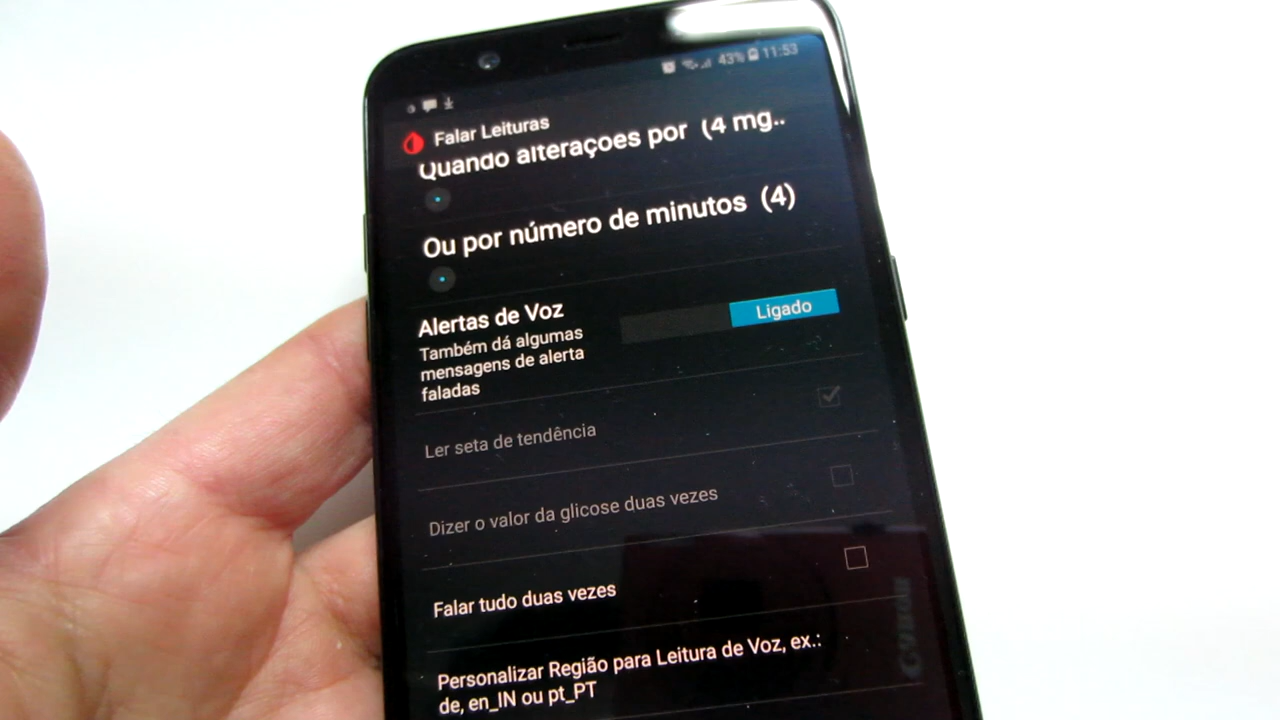 43% 11:53
Falar Leituras
Quando alterações por (4 mg..
Ou por número de minutos (4)
Alertas de Voz
Ligado
Também dá algumas
mensagens de alerta
faladas
Ler seta de tendência
Dizer o valor da glicose duas vezes
Falar tudo duas vezes
Personalizar Região para Leitura de Voz, ex.:
de, en_IN ou pt_PT